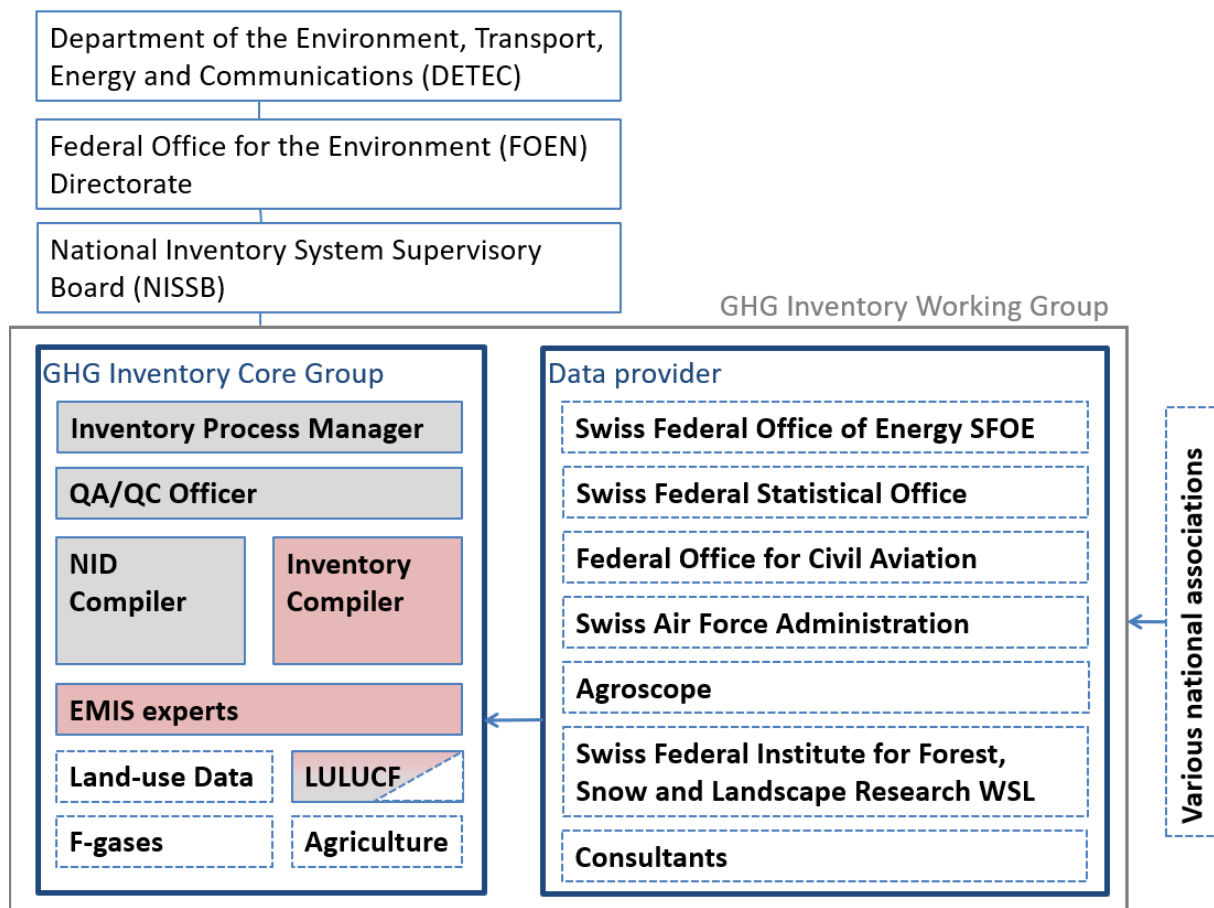 Department of the Environment, Transport,
Energy and Communications (DETEC)
Federal Office for the Environment (FOEN)
Directorate
National Inventory System Supervisory
Board (NISSB)
GHG Inventory Working Group
GHG Inventory Core Group
Inventory Process Manager
QA/QC Officer
NID
Compiler
Inventory
Compiler
EMIS experts
Land-use Data
LULUCF
F-gases
Agriculture
Data provider
Swiss Federal Office of Energy SFOE
Swiss Federal Statistical Office
Federal Office for Civil Aviation
Swiss Air Force Administration
Agroscope
Swiss Federal Institute for Forest,
Snow and Landscape Research WSL
Consultants
Various national associations